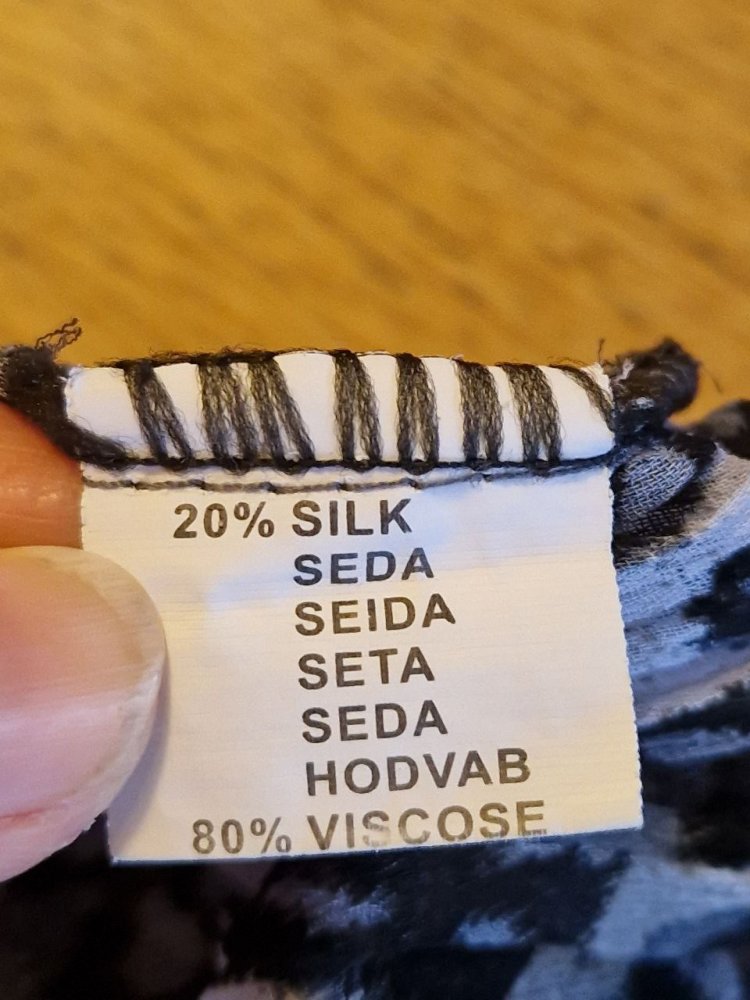 20% SILK
SEDA
SEIDA
SETA
SEDA
HODVAB
80% VISCOSE